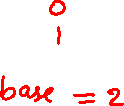 0
1
base = 2